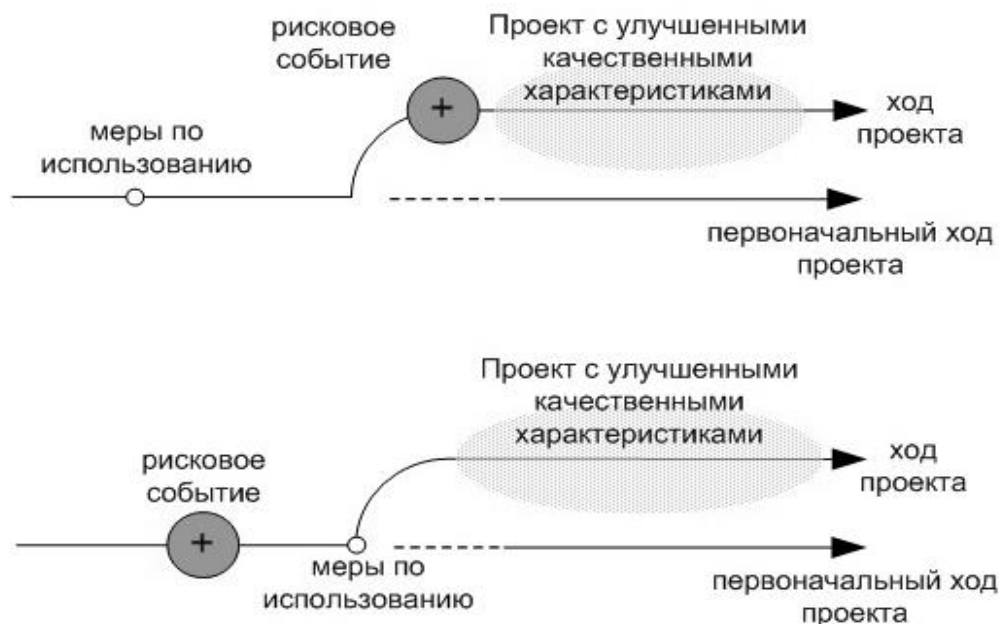 рисковое
событие
Проект с улучшенными
качественными
характеристиками
+
ход
проекта
меры по
использованию
первоначальный ход
проекта
Проект с улучшенными
качественными
характеристиками
ход
проекта
рисковое
событие
+
меры по
использованию
первоначальный ход
проекта